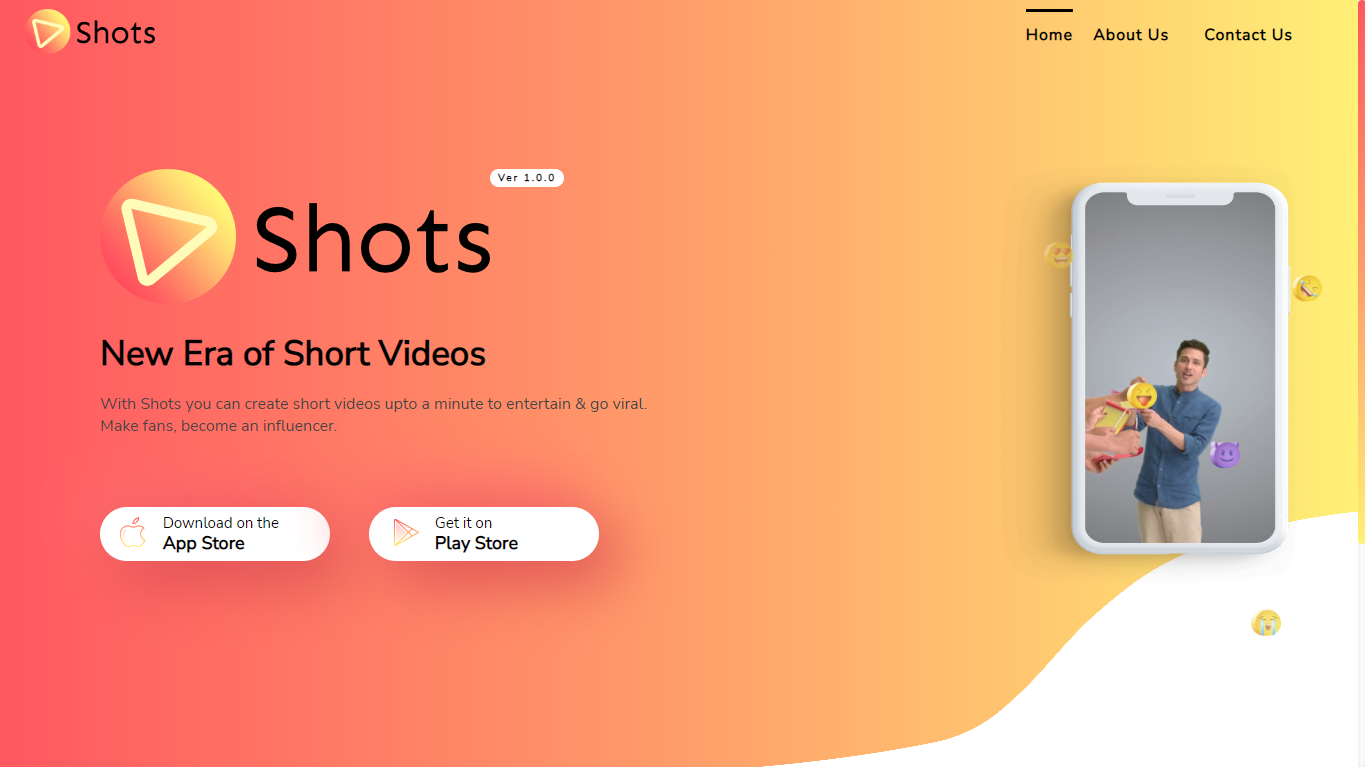 Shots
Home About Us Contact Us
Ver 1.0.0
Shots
New Era of Short Videos
With Shots you can create short videos upto a minute to entertain & go viral.
Make fans, become an influencer.
Download on the
App Store
Get it on
Play Store